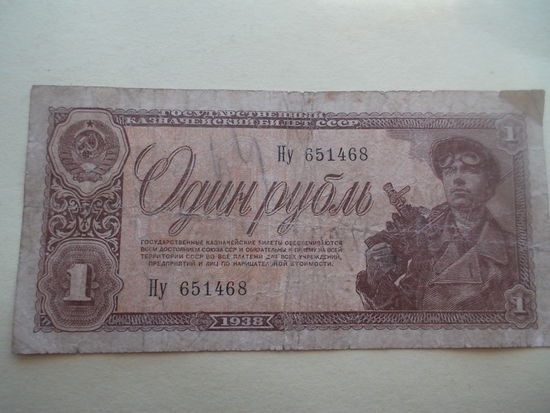 ГОСУДАРСТВЕННЫЙ
КАЗНАЧЕЙСКИЙ БИЛЕТ СССР
1
Ну 651468
Один рубль
ГОСУДАРСТВЕННЫЕ КАЗНАЧЕЙСКИЕ БИЛЕТЫ ОБЕСПЕЧИВАЮТСЯ
ВСЕМ ДОСТОЯНИЕМ СОЮЗА ССР И ОБЯЗАТЕЛЬНЫ К ПРИЕМУ НА ВСЕЙ
ТЕРРИТОРИИ СССР ВО ВСЕ ПЛАТЕЖИ ДЛЯ ВСЕХ УЧРЕЖДЕНИЙ,
ПРЕДПРИЯТИЙ И ЛИЦ ПО НАРИЦАТЕЛЬНОЙ СТОИМОСТИ.
1
Ну 651468
1
1938